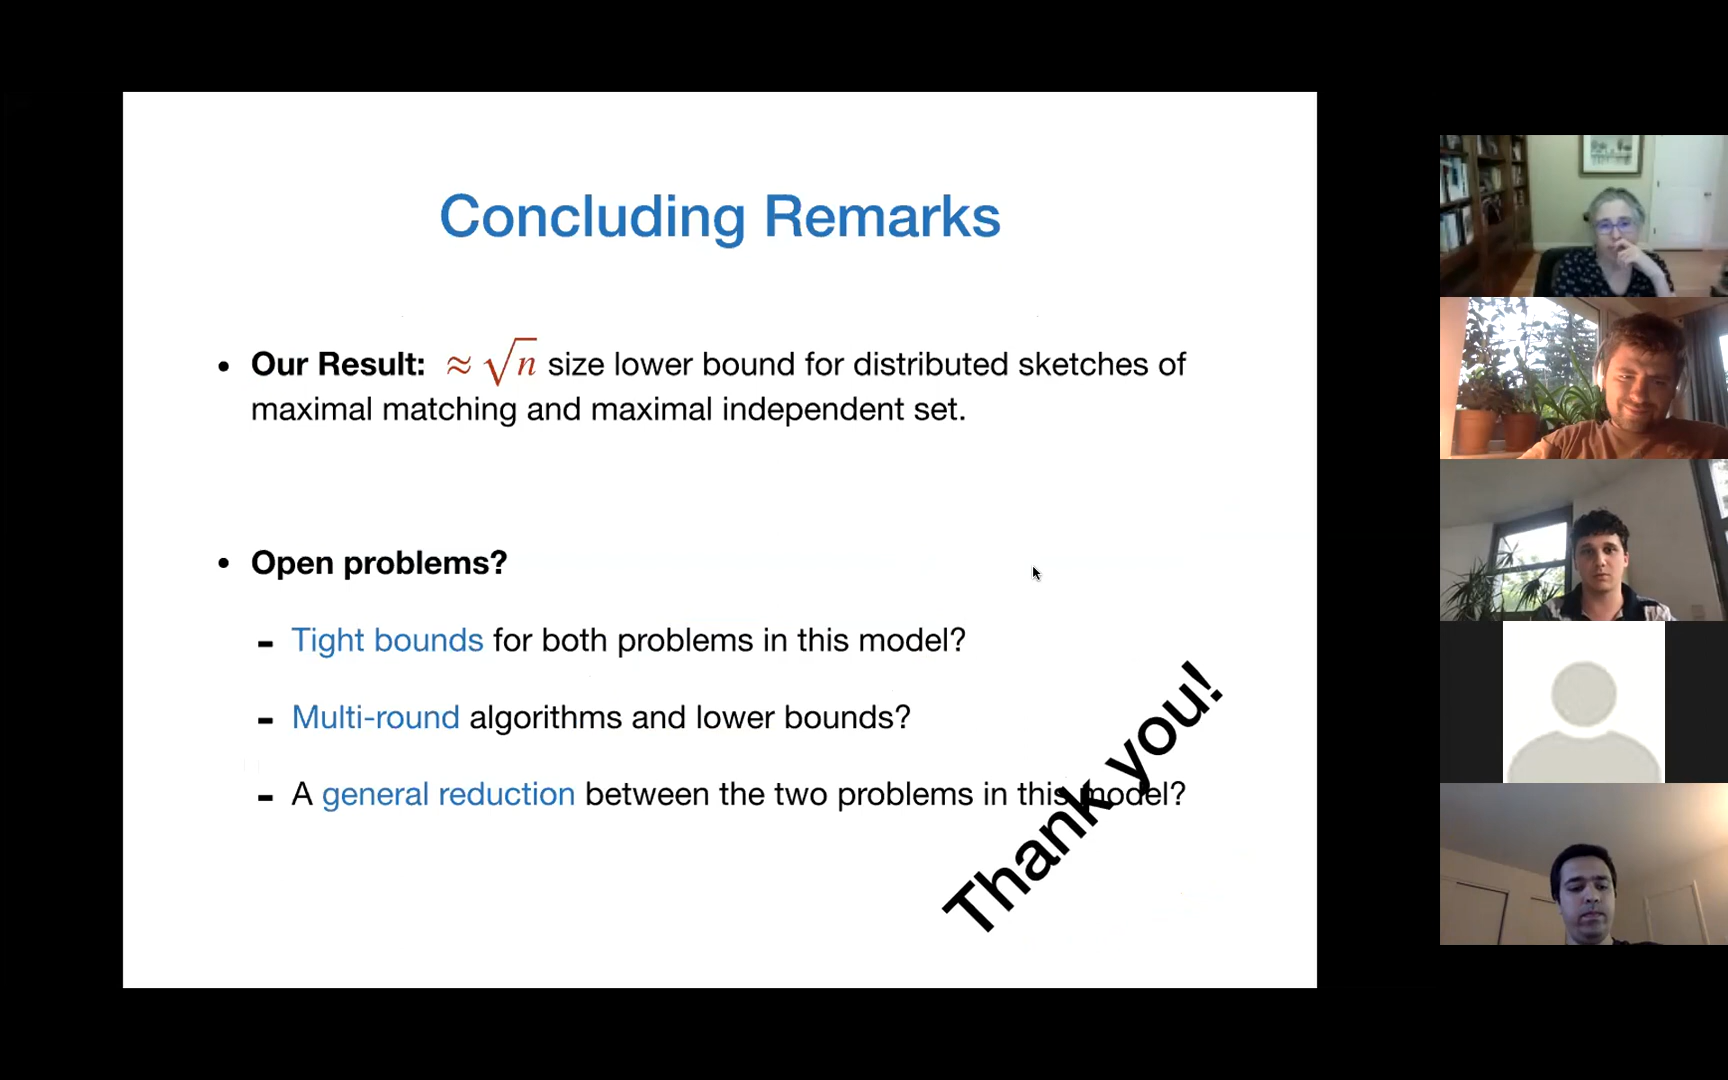 Concluding Remarks
• Our Result: ≈ √n size lower bound for distributed sketches of
maximal matching and maximal independent set.
• Open problems?
- Tight bounds for both problems in this model?
- Multi-round algorithms and lower bounds?
- A general reduction between the two problems in this model?
Thank you!